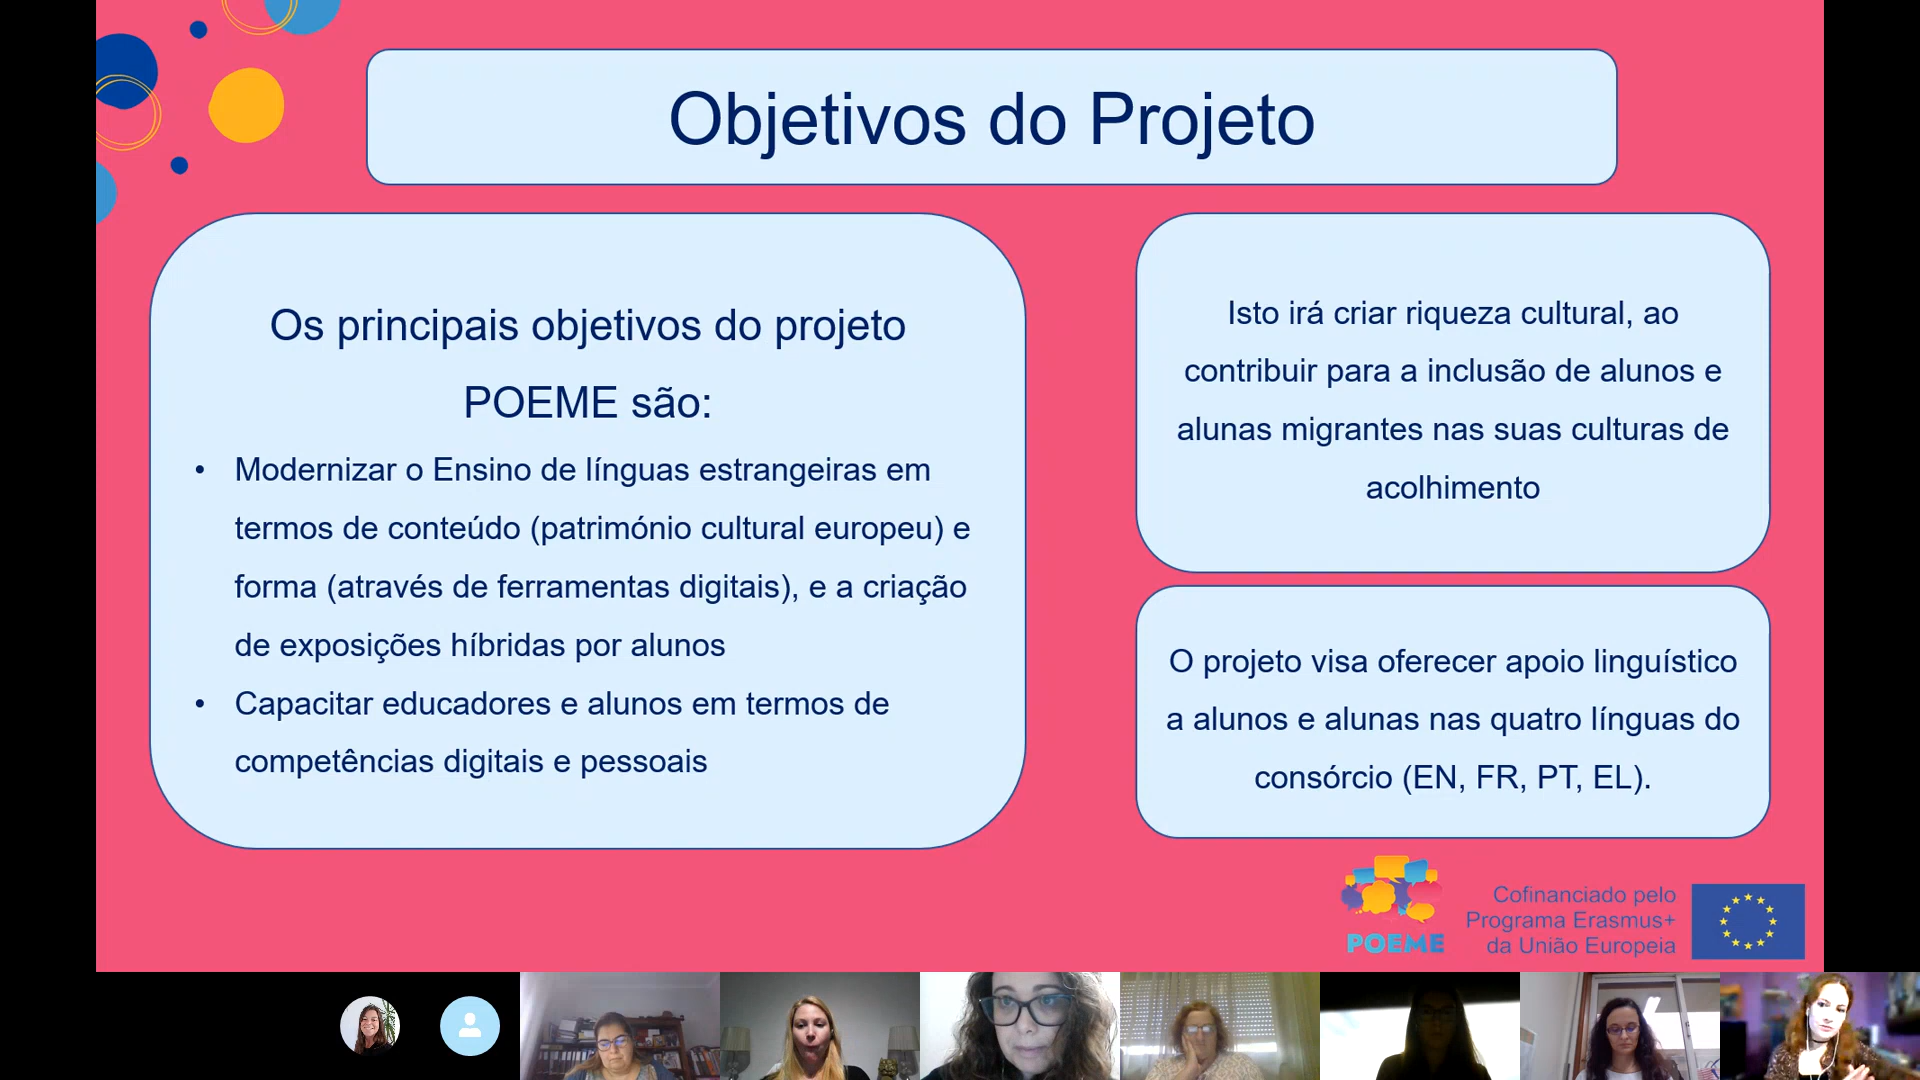 Objetivos do Projeto
Os principais objetivos do projeto
POEME são:
• Modernizar o Ensino de línguas estrangeiras em
termos de conteúdo (património cultural europeu) e
forma (através de ferramentas digitais), e a criação
de exposições híbridas por alunos
• Capacitar educadores e alunos em termos de
competências digitais e pessoais
Isto irá criar riqueza cultural, ao
contribuir para a inclusão de alunos e
alunas migrantes nas suas culturas de
acolhimento
O projeto visa oferecer apoio linguístico
a alunos e alunas nas quatro línguas do
consórcio (EN, FR, PT, EL).
POEME
Cofinanciado pelo
Programa Erasmus+
da União Europeia